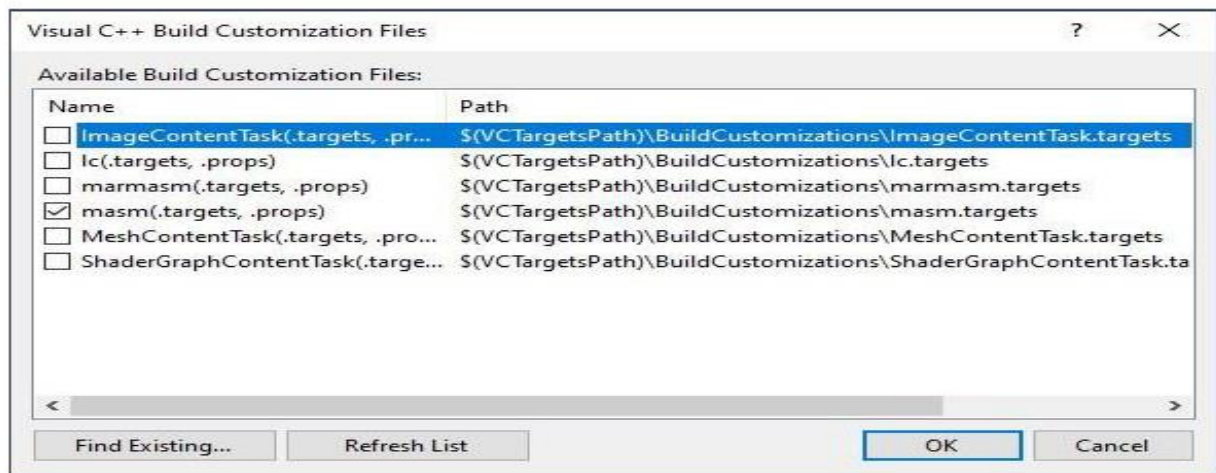 Visual C++ Build Customization Files ?
Available Build Customization Files:
Name Path
ImageContentTask(.targets, .pr... $(VCTargetsPath)\BuildCustomizations\ImageContentTask.targets
lc(.targets, .props) $(VCTargetsPath)\BuildCustomizations\lc.targets
marmasm(.targets, .props) $(VCTargetsPath)\BuildCustomizations\marmasm.targets
masm(.targets, .props) $(VCTargetsPath)\BuildCustomizations\masm.targets
MeshContentTask(.targets, .pro... $(VCTargetsPath)\BuildCustomizations\MeshContentTask.targets
ShaderGraphContentTask(.targe... $(VCTargetsPath)\BuildCustomizations\ShaderGraphContentTask.ta
Find Existing... Refresh List OK Cancel